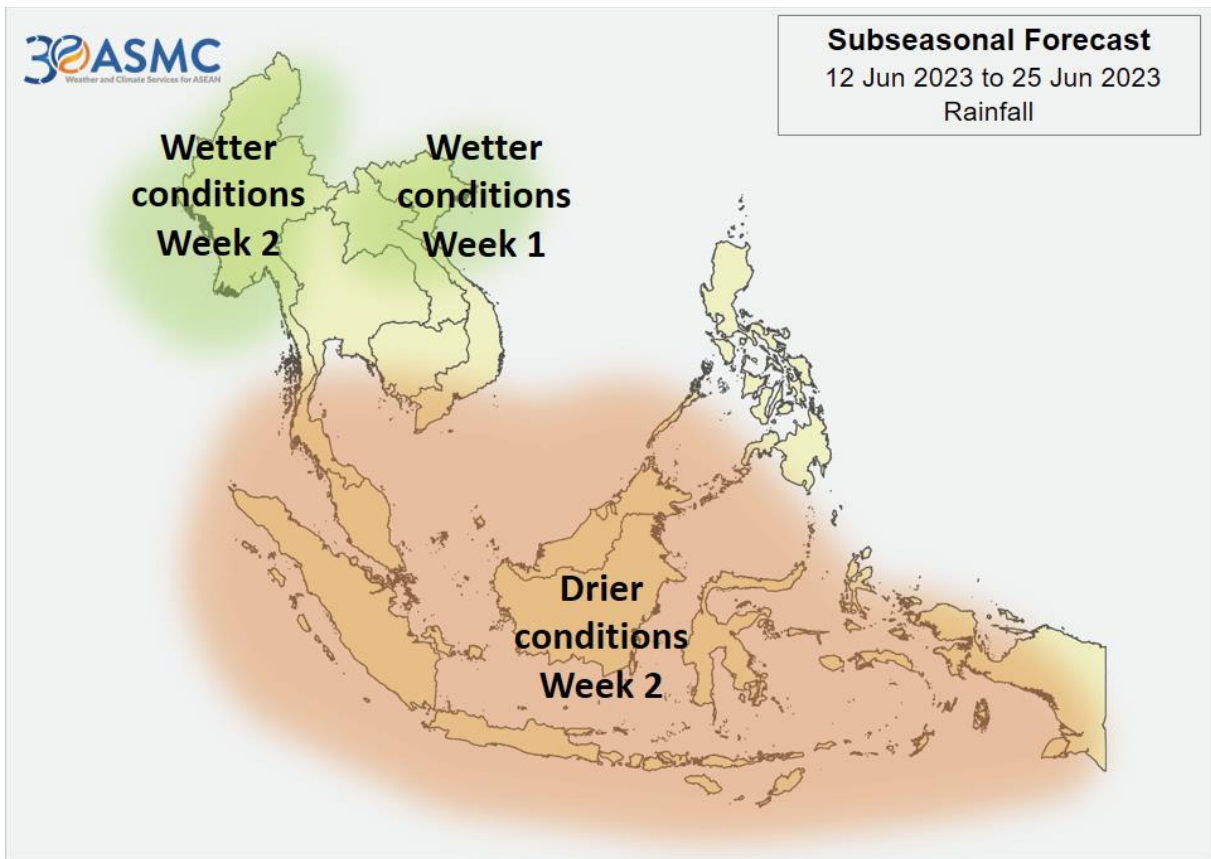 30 ASMC
Weather and Climate Services for ASEAN
Subseasonal Forecast
12 Jun 2023 to 25 Jun 2023
Rainfall
Wetter
conditions
Week 2
Wetter
conditions
Week 1
Drier
conditions
Week 2